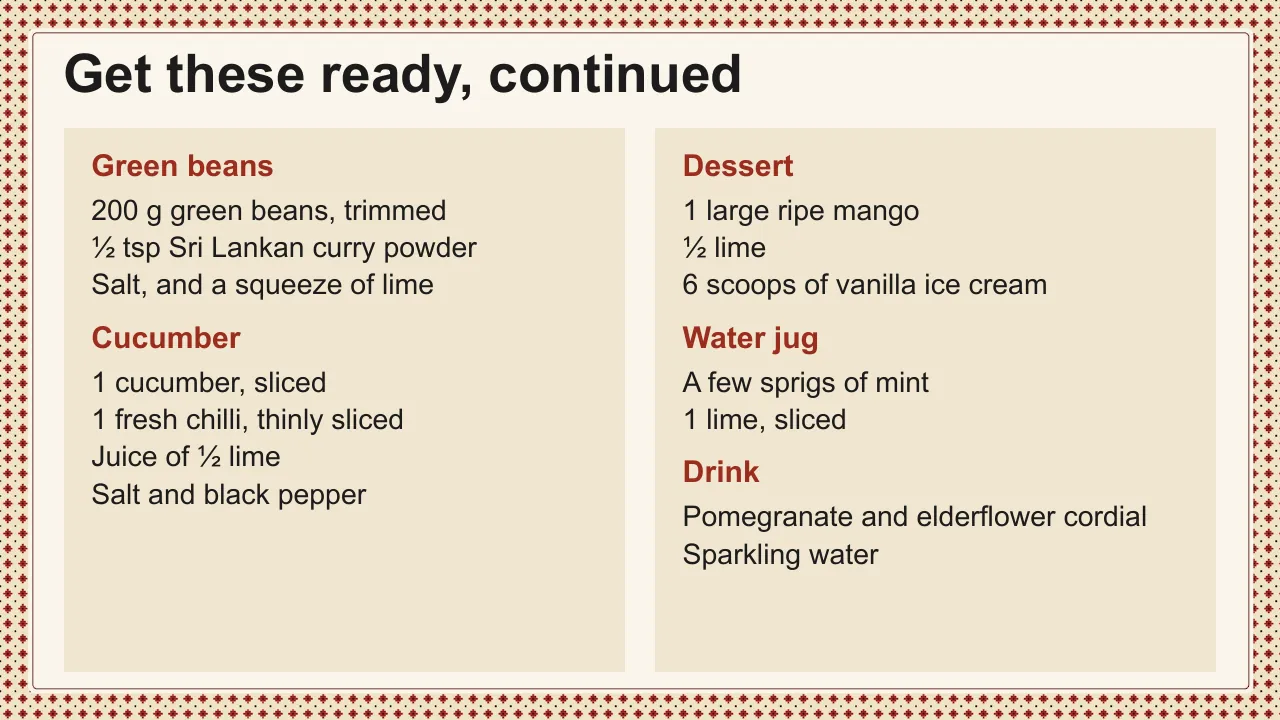 Get these ready, continued
Green beans
200 g green beans, trimmed
½ tsp Sri Lankan curry powder
Salt, and a squeeze of lime
Cucumber
1 cucumber, sliced
1 fresh chilli, thinly sliced
Juice of ½ lime
Salt and black pepper
Dessert
1 large ripe mango
½ lime
6 scoops of vanilla ice cream
Water jug
A few sprigs of mint
1 lime, sliced
Drink
Pomegranate and elderflower cordial
Sparkling water